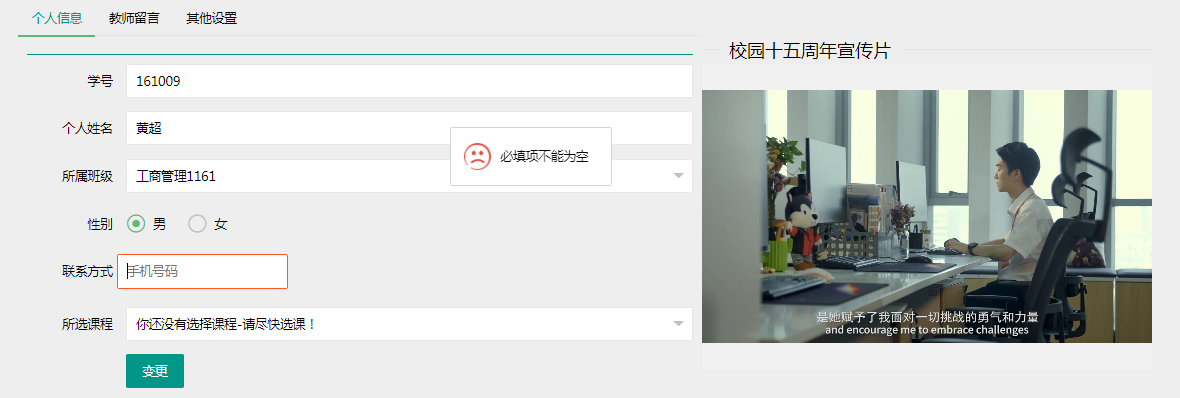 个人信息 教师留言 其他设置
校园十五周年宣传片
学号 161009
个人姓名 黄超
必填项不能为空
所属班级 工商管理1161
性别 男 女
联系方式 手机号码
所选课程 你还没有选择课程-请尽快选课！
变更
是她赋予了我面对一切挑战的勇气和力量
and encourage me to embrace challenges